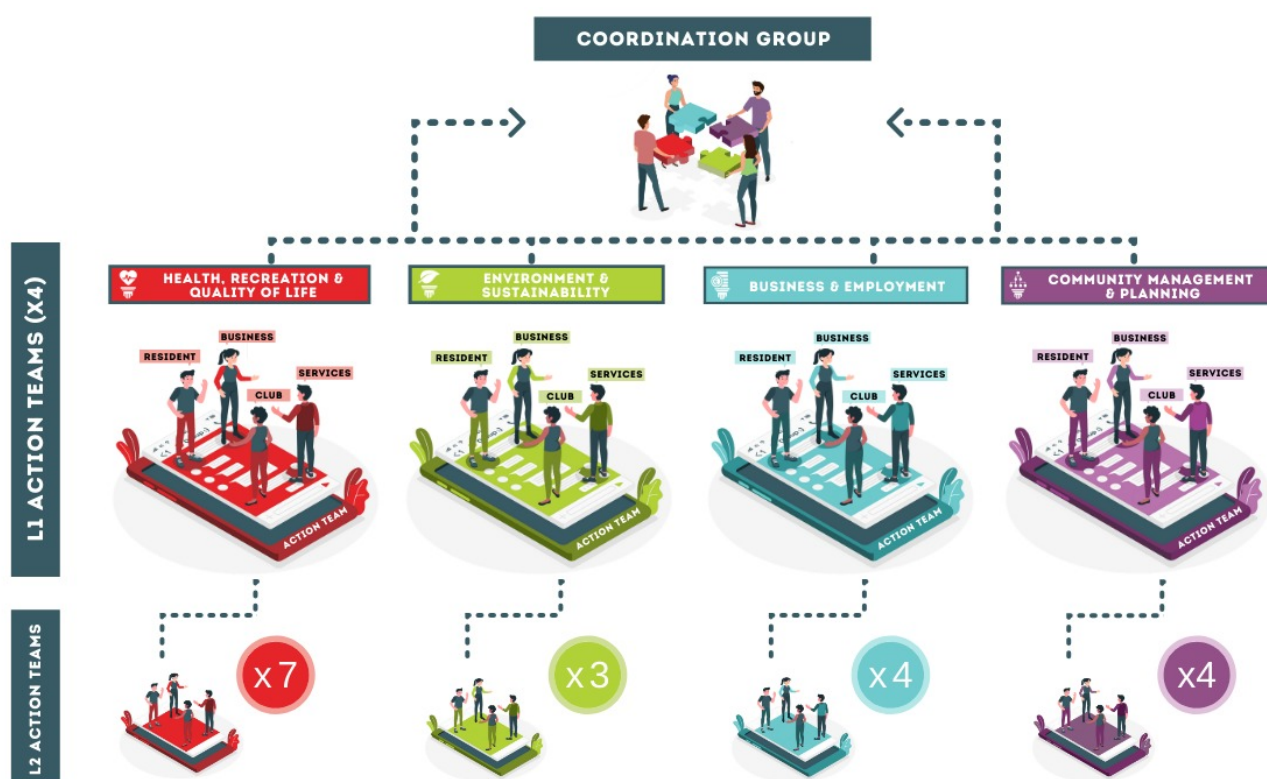 COORDINATION GROUP
L1 ACTION TEAMS (X4)
HEALTH, RECREATION &
QUALITY OF LIFE
ENVIRONMENT &
SUSTAINABILITY
BUSINESS & EMPLOYMENT
COMMUNITY MANAGEMENT
& PLANNING
BUSINESS
RESIDENT
SERVICES
CLUB
ACTION TEAM
BUSINESS
RESIDENT
SERVICES
CLUB
ACTION TEAM
BUSINESS
RESIDENT
SERVICES
CLUB
ACTION TEAM
BUSINESS
RESIDENT
SERVICES
CLUB
ACTION TEAM
L2 ACTION TEAMS
x7
x3
x4
x4